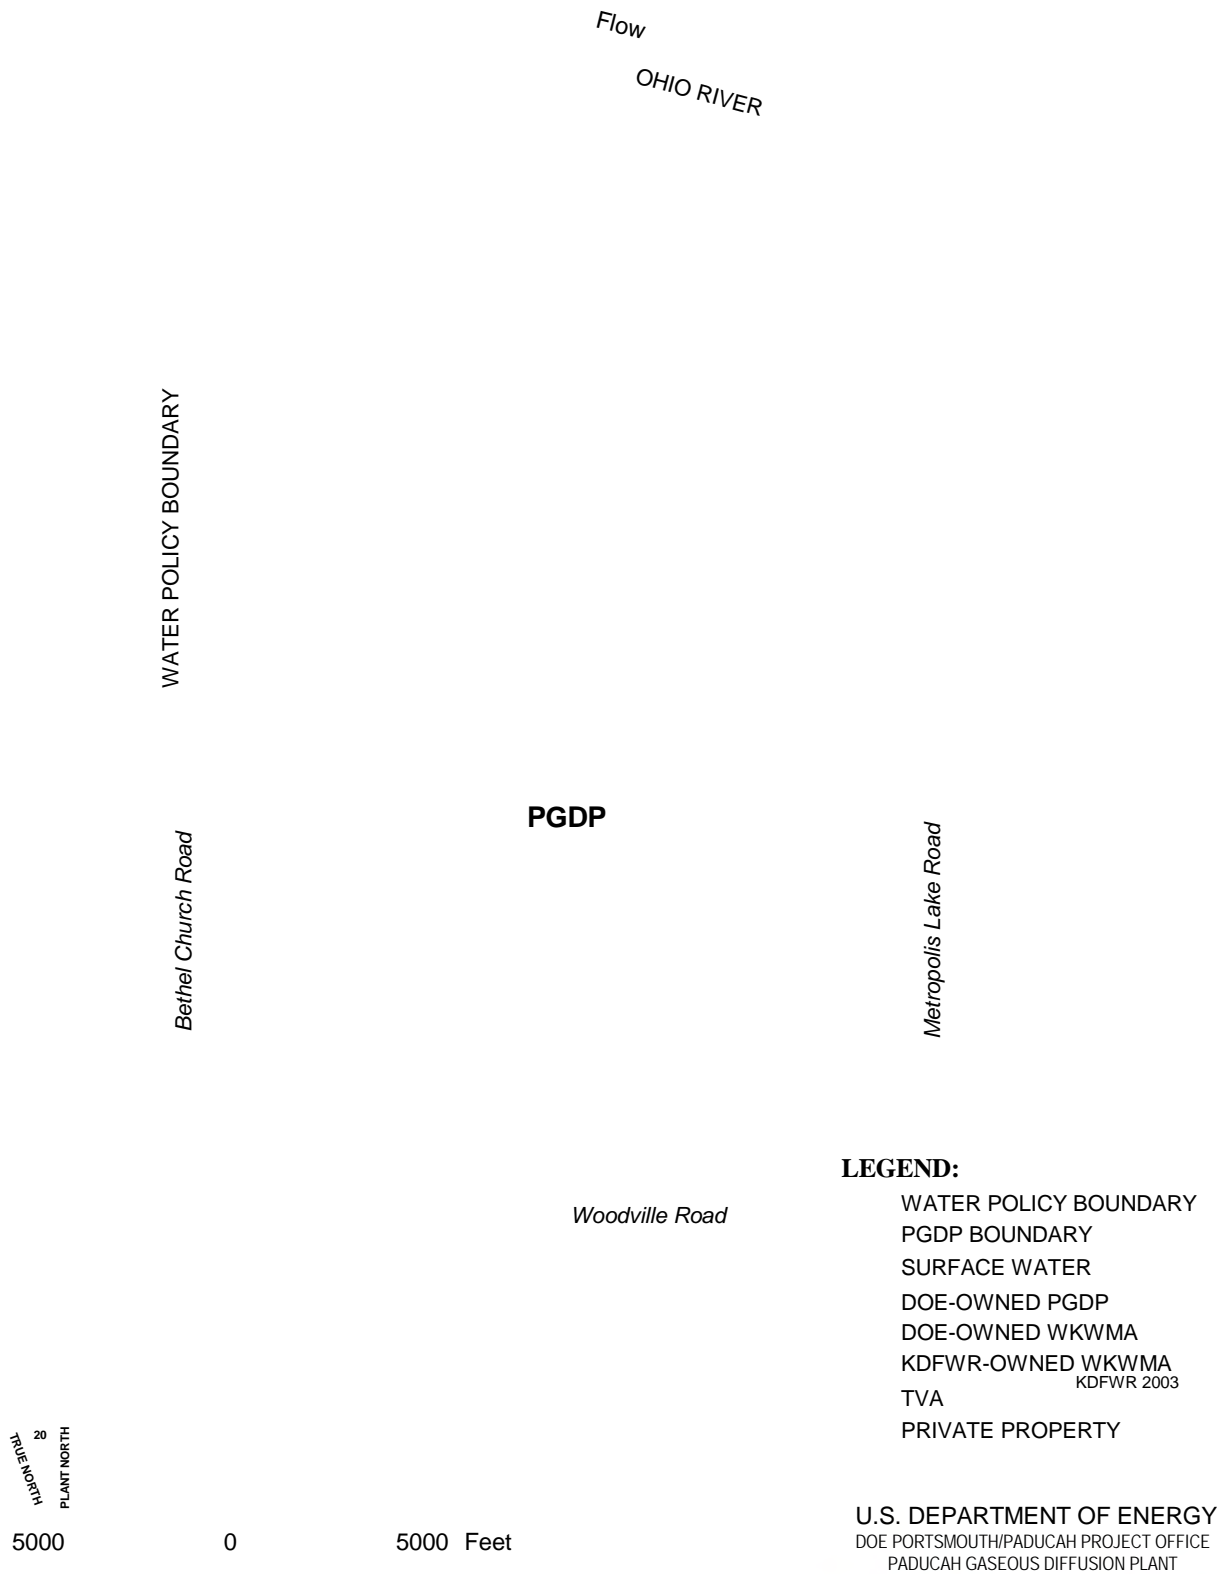 Flow
OHIO RIVER
WATER POLICY BOUNDARY
PGDP
Bethel Church Road
Metropolis Lake Road
Woodville Road
LEGEND:
WATER POLICY BOUNDARY
PGDP BOUNDARY
SURFACE WATER
DOE-OWNED PGDP
DOE-OWNED WKWMA
KDFWR-OWNED WKWMA
KDFWR 2003
TVA
PRIVATE PROPERTY
TRUE NORTH
20
PLANT NORTH
5000 0 5000 Feet
U.S. DEPARTMENT OF ENERGY
DOE PORTSMOUTH/PADUCAH PROJECT OFFICE
PADUCAH GASEOUS DIFFUSION PLANT